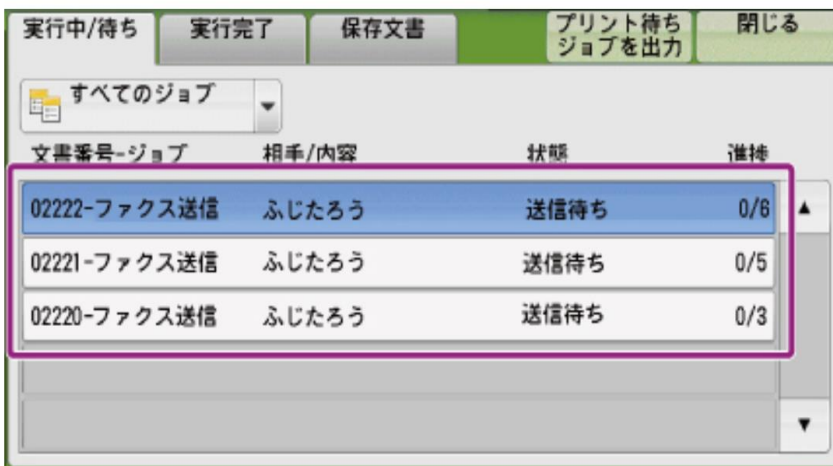 実行中/待ち 実行完了 保存文書 プリント待ち 閉じる
ジョブを出力
すべてのジョブ
文書番号-ジョブ 相手/内容 状態 進捗
02222-ファクス送信 ふじたろう 送信待ち 0/6
02221-ファクス送信 ふじたろう 送信待ち 0/5
02220-ファクス送信 ふじたろう 送信待ち 0/3